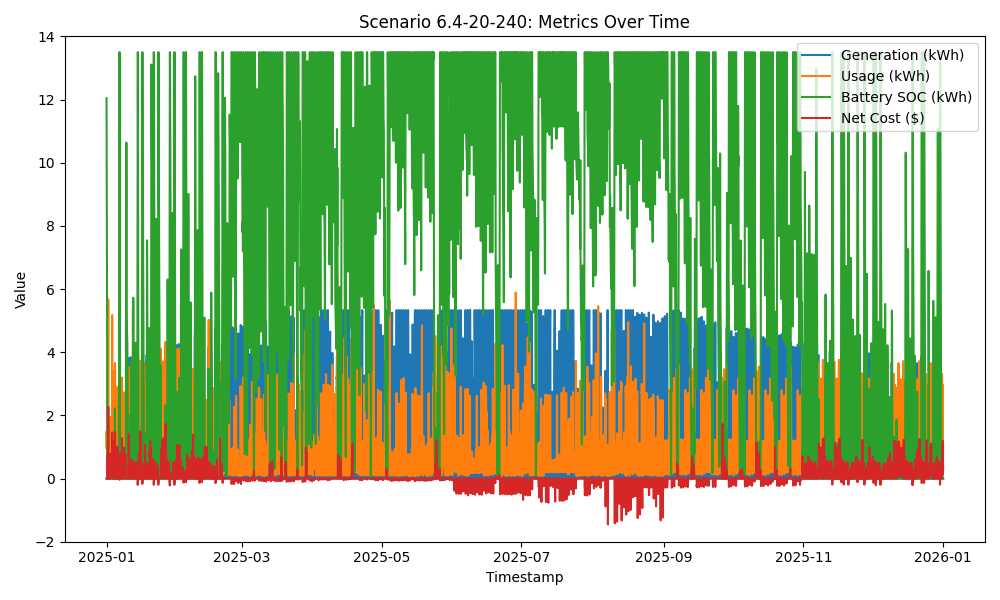 Scenario 6.4-20-240: Metrics Over Time
Generation (kWh)
Usage (kWh)
Battery SOC (kWh)
Net Cost ($)
14
12
10
8
6
4
2
0
−2
Value
2025-01 2025-03 2025-05 2025-07 2025-09 2025-11 2026-01
Timestamp